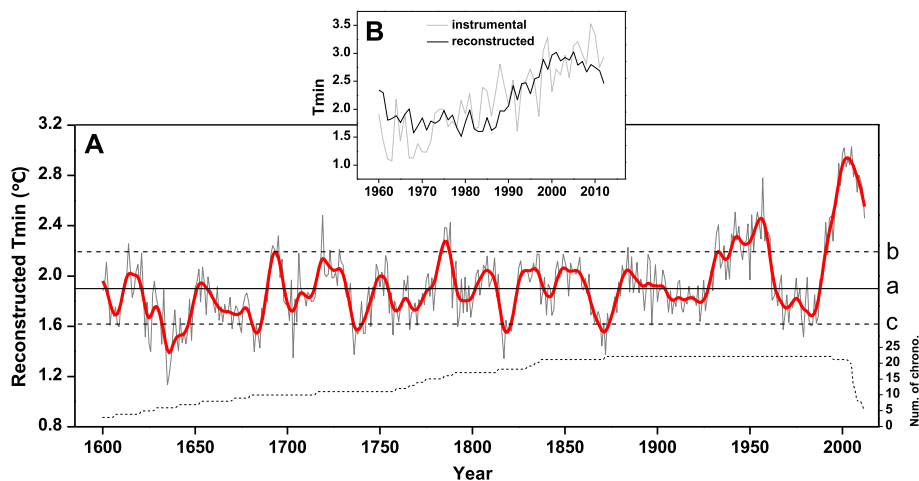 B
instrumental
reconstructed
Tmin
3.5
3.0
2.5
2.0
1.5
1.0
1960 1970 1980 1990 2000 2010
A
Reconstructed Tmin (℃)
3.2
2.8
2.4
2.0
1.6
1.2
0.8
b
a
c
25
20
15
10
5
0
Num. of chrono.
1600 1650 1700 1750 1800 1850 1900 1950 2000
Year